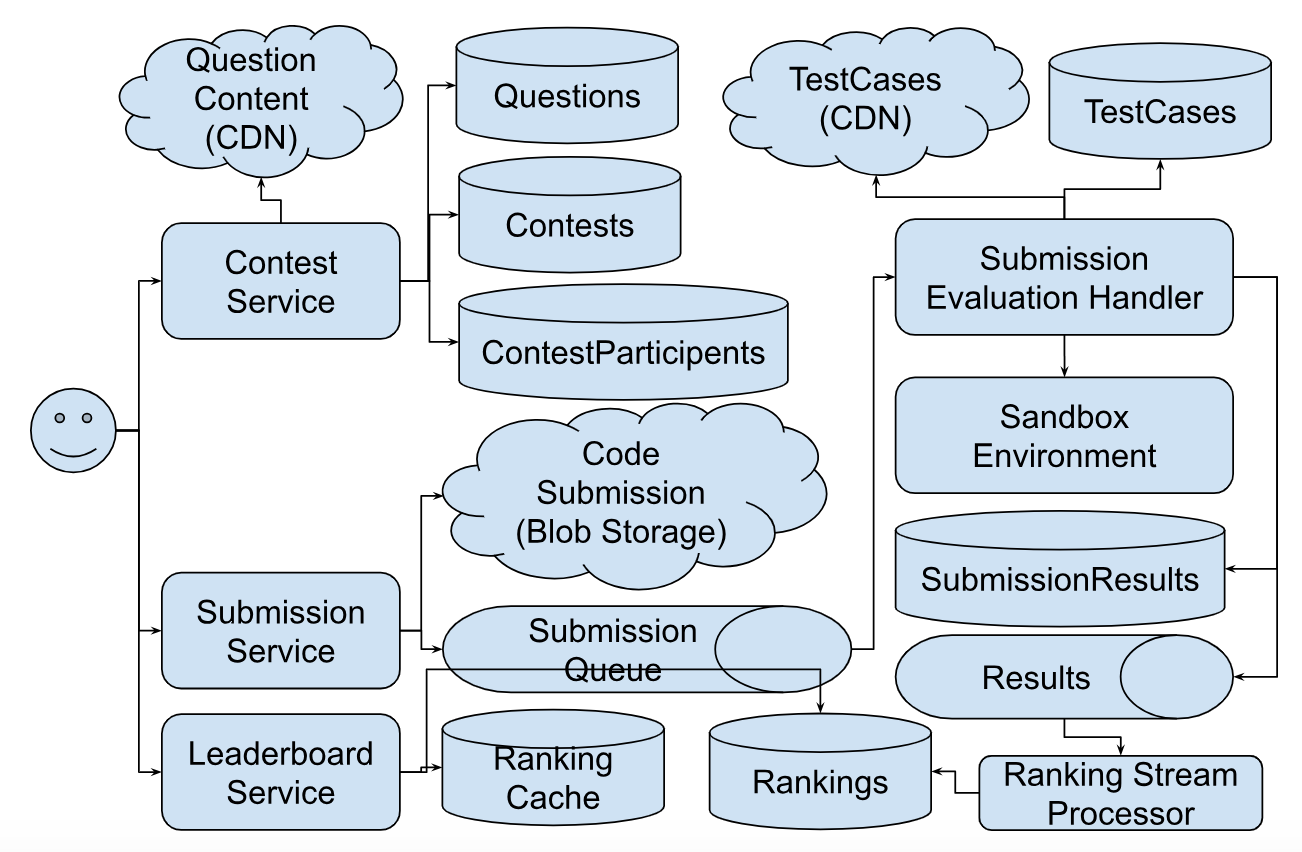 Question
Content
(CDN)
Questions
TestCases
(CDN)
TestCases
Contest
Service
Contests
ContestParticipents
Submission
Evaluation Handler
Sandbox
Environment
Code
Submission
(Blob Storage)
Submission
Service
Submission
Queue
SubmissionResults
Results
Leaderboard
Service
Ranking
Cache
Rankings
Ranking Stream
Processor